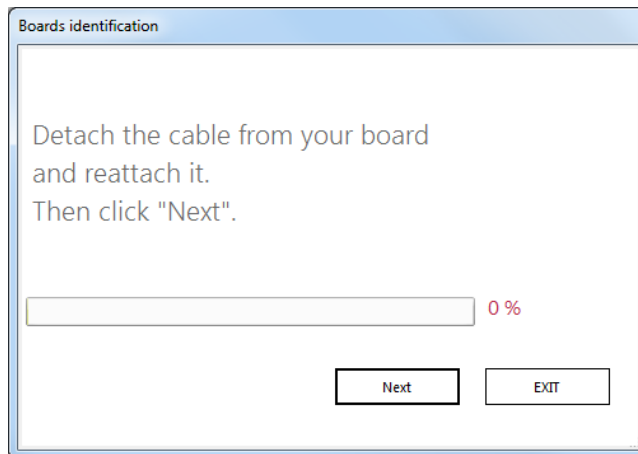 Boards identification
Detach the cable from your board
and reattach it.
Then click "Next".
0 %
Next
EXIT